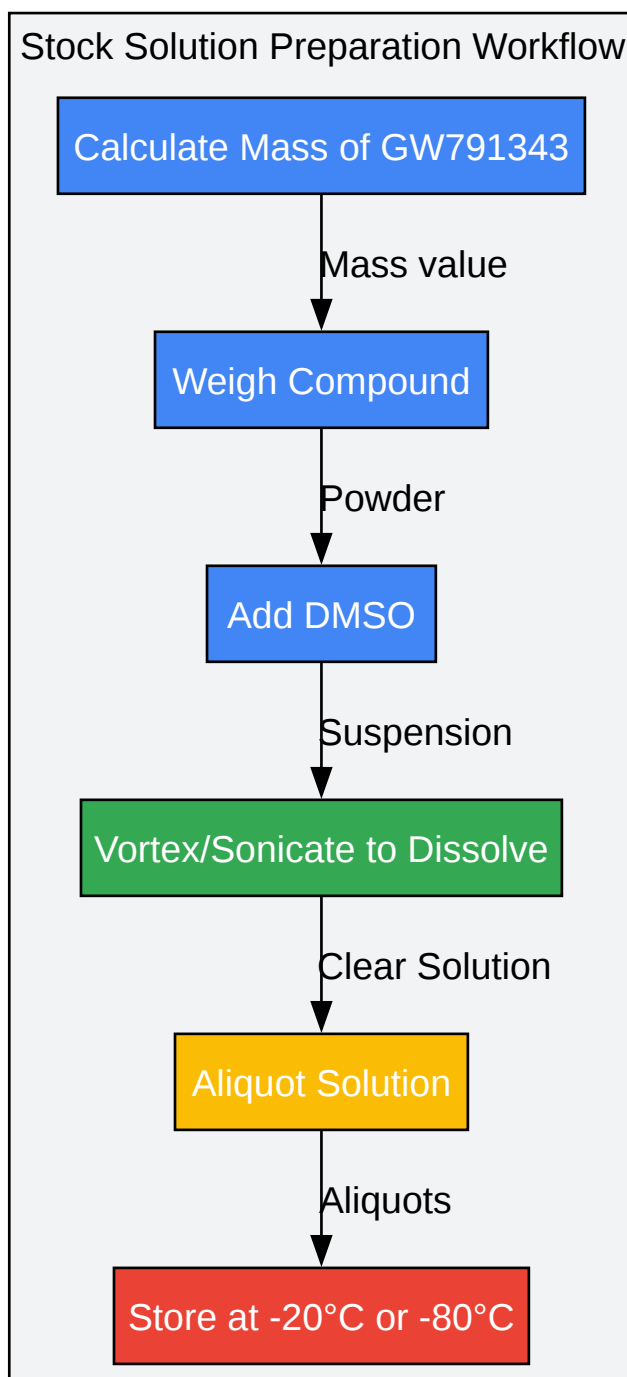 Stock Solution Preparation Workflow
Calculate Mass of GW791343
Mass value
Weigh Compound
Powder
Add DMSO
Suspension
Vortex/Sonicate to Dissolve
Clear Solution
Aliquot Solution
Aliquots
Store at -20°C or -80°C